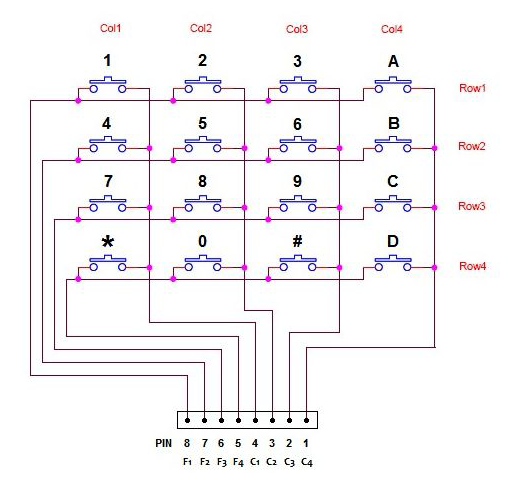 Col1 Col2 Col3 Col4
1 2 3 A
Row1
4 5 6 B
Row2
7 8 9 C
Row3
* 0 # D
Row4
PIN 8 7 6 5 4 3 2 1
F1 F2 F3 F4 C1 C2 C3 C4